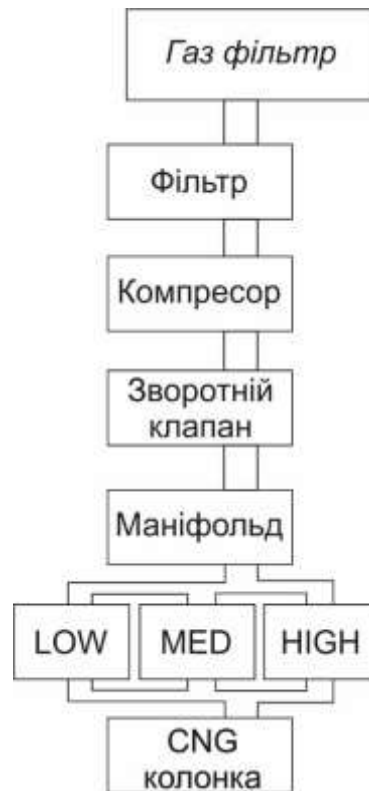 Газ фільтр
Фільтр
Компресор
Зворотній
клапан
Маніфольд
LOW MED HIGH
CNG
колонка